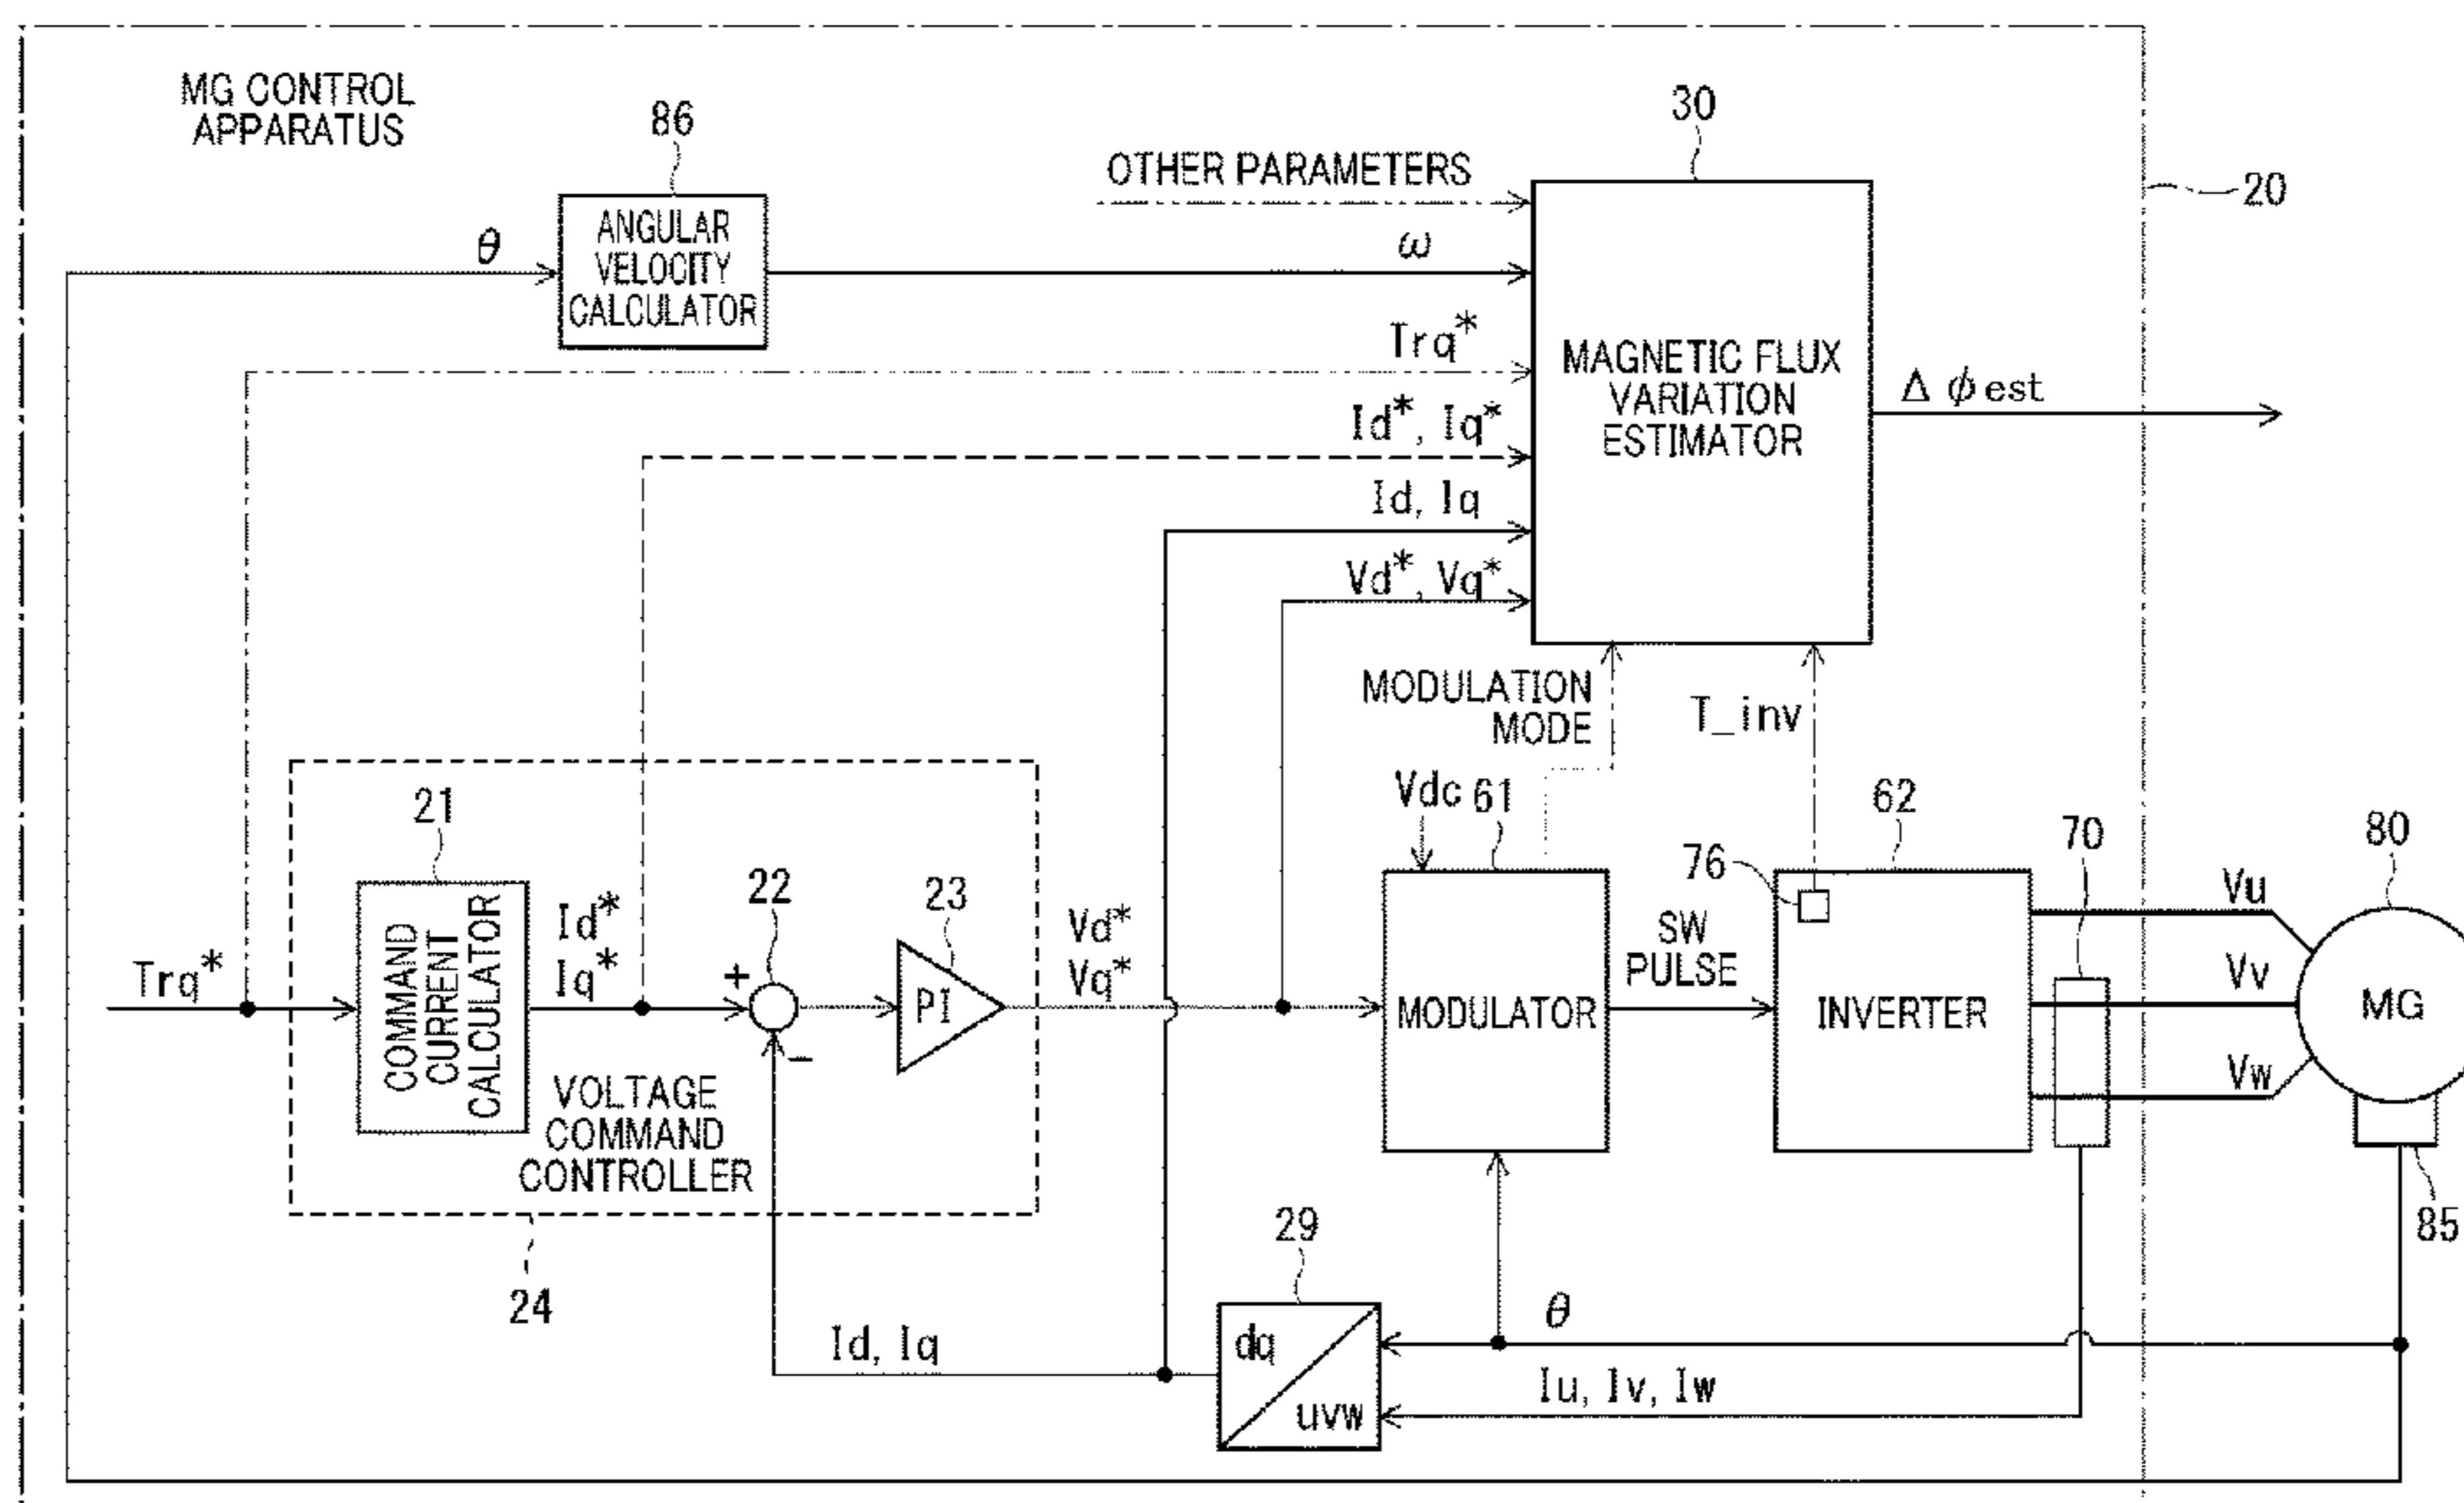 MG CONTROL
APPARATUS
86
30
OTHER PARAMETERS
20
θ
ANGULAR
VELOCITY
CALCULATOR
ω
Trq*
MAGNETIC FLUX
VARIATION
ESTIMATOR
Δφest
Id*, Iq*
Id, Iq
Vd*, Vq*
MODULATION
MODE
T_inv
21
Vdc
61
62
70
80
76
22
23
Trq*
COMMAND
CURRENT
CALCULATOR
Id*
Iq*
+
−
PI
Vd*
Vq*
MODULATOR
SW
PULSE
INVERTER
Vu
Vv
Vw
MG
VOLTAGE
COMMAND
CONTROLLER
85
24
29
θ
Id, Iq
dq
uvw
Iu, Iv, Iw